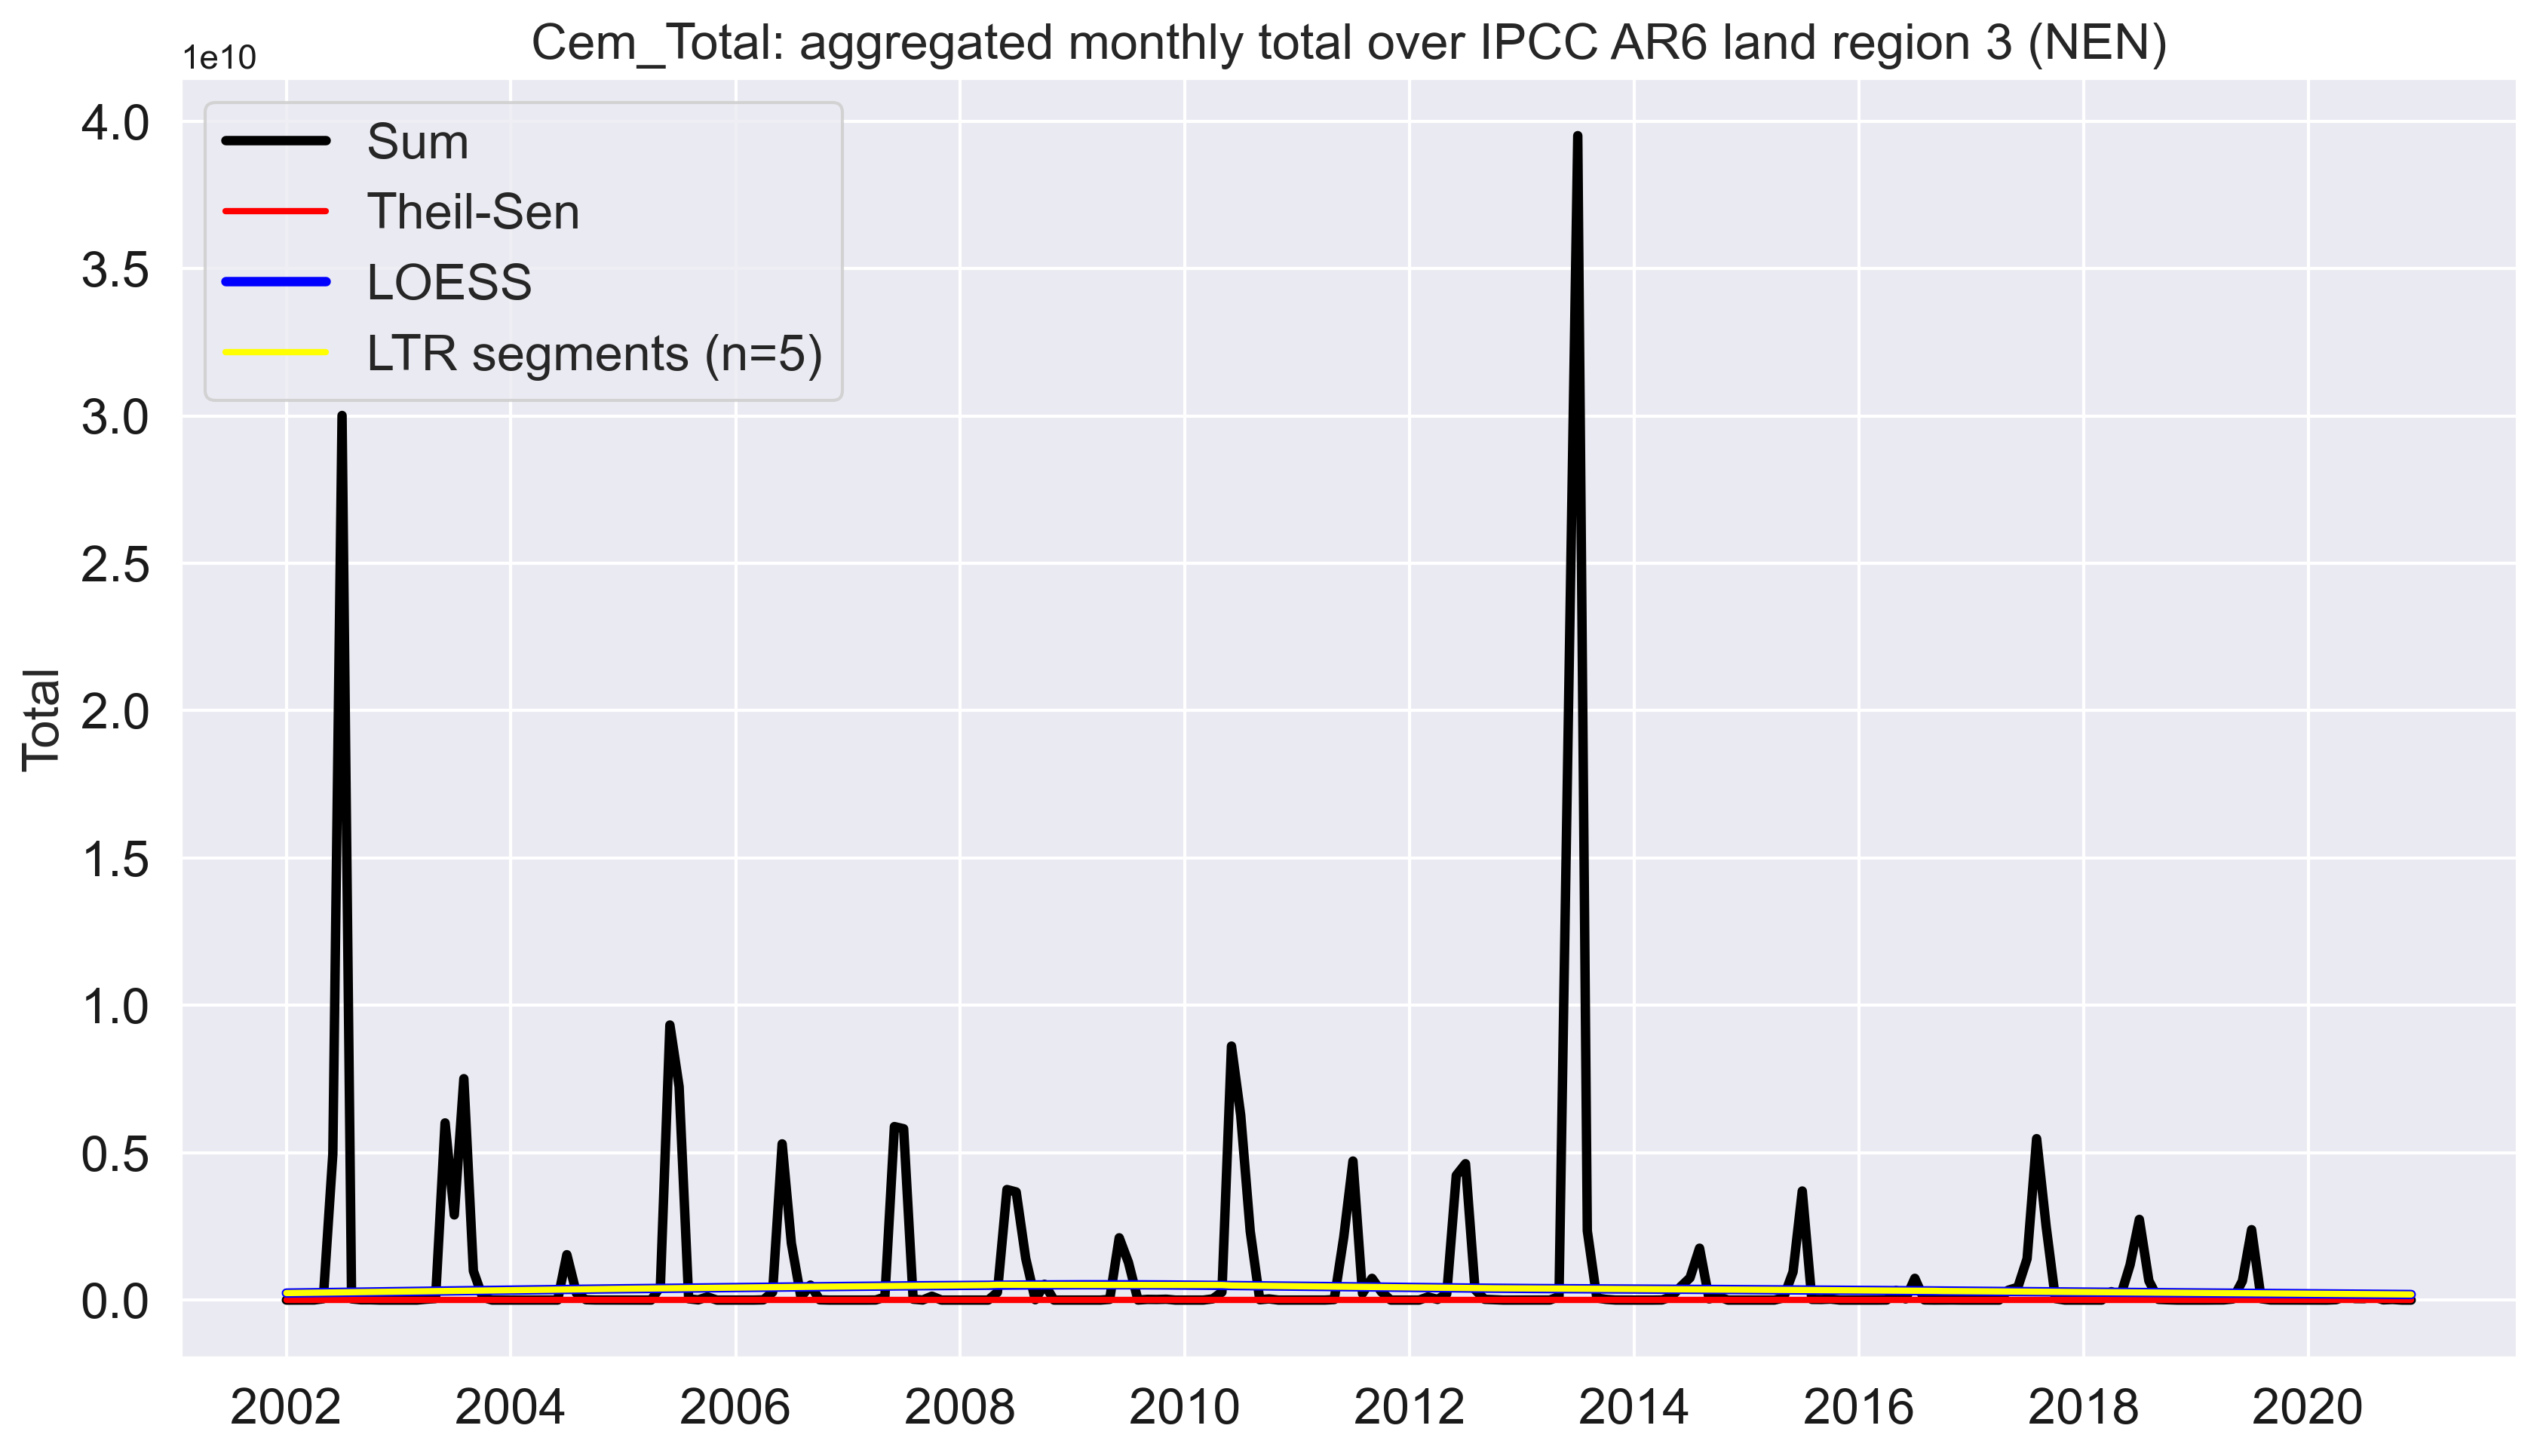 Cem_Total: aggregated monthly total over IPCC AR6 land region 3 (NEN)
1e10
4.0
3.5
3.0
2.5
2.0
1.5
1.0
0.5
0.0
Total
Sum
Theil-Sen
LOESS
LTR segments (n=5)
2002 2004 2006 2008 2010 2012 2014 2016 2018 2020